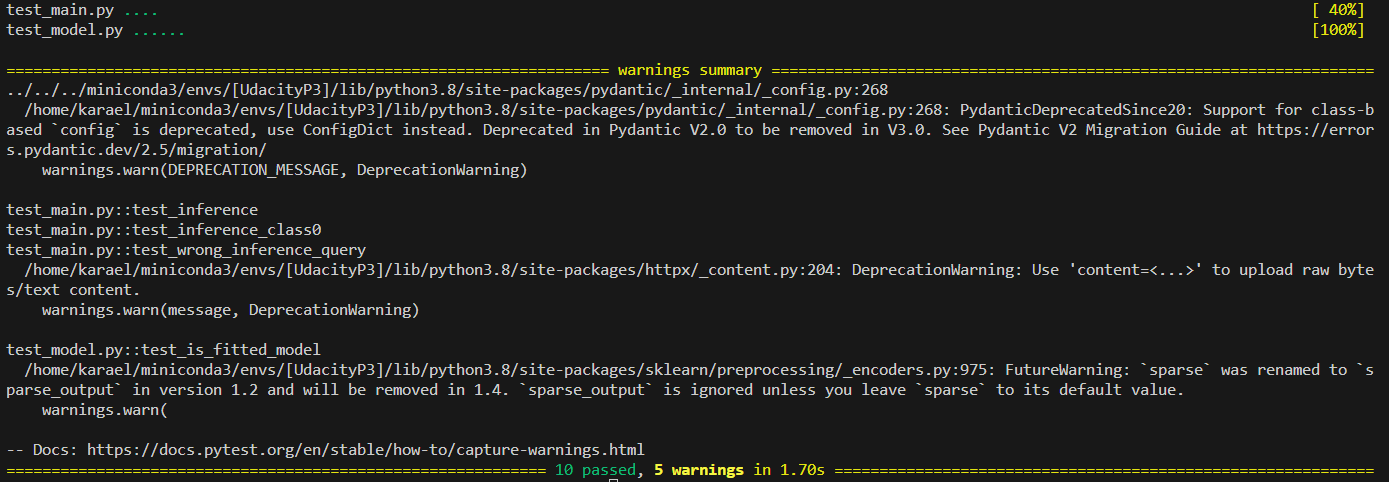 test_main.py .... [ 40%]
test_model.py ...... [100%]
=================================================================== warnings summary ===================================================================
../../../miniconda3/envs/[UdacityP3]/lib/python3.8/site-packages/pydantic/_internal/_config.py:268
/home/karael/miniconda3/envs/[UdacityP3]/lib/python3.8/site-packages/pydantic/_internal/_config.py:268: PydanticDeprecatedSince20: Support for class-b
ased `config` is deprecated, use ConfigDict instead. Deprecated in Pydantic V2.0 to be removed in V3.0. See Pydantic V2 Migration Guide at https://error
s.pydantic.dev/2.5/migration/
warnings.warn(DEPRECATION_MESSAGE, DeprecationWarning)
test_main.py::test_inference
test_main.py::test_inference_class0
test_main.py::test_wrong_inference_query
/home/karael/miniconda3/envs/[UdacityP3]/lib/python3.8/site-packages/httpx/_content.py:204: DeprecationWarning: Use 'content=<...>' to upload raw byte
s/text content.
warnings.warn(message, DeprecationWarning)
test_model.py::test_is_fitted_model
/home/karael/miniconda3/envs/[UdacityP3]/lib/python3.8/site-packages/sklearn/preprocessing/_encoders.py:975: FutureWarning: `sparse` was renamed to `s
parse_output` in version 1.2 and will be removed in 1.4. `sparse_output` is ignored unless you leave `sparse` to its default value.
warnings.warn(
-- Docs: https://docs.pytest.org/en/stable/how-to/capture-warnings.html
============================================================ 10 passed, 5 warnings in 1.70s ============================================================